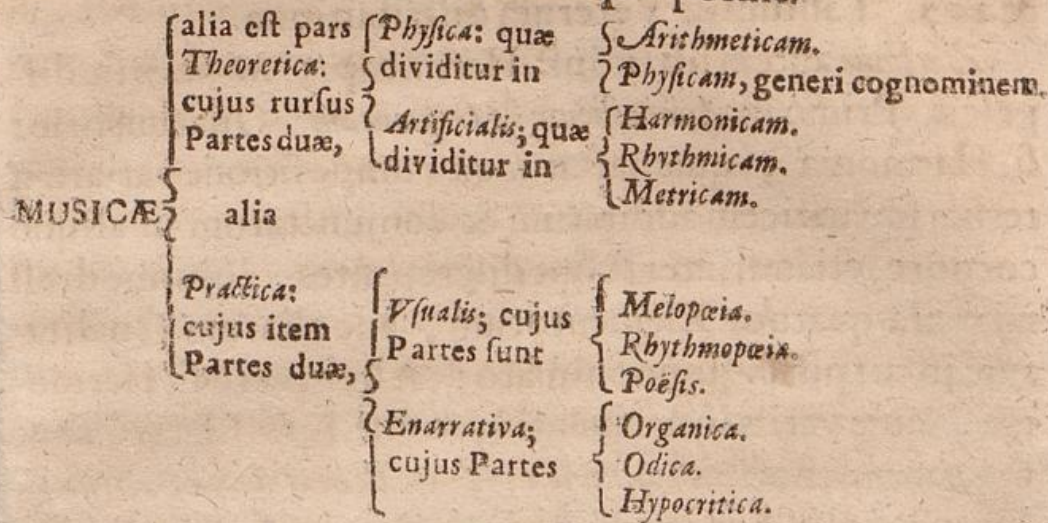 alia eſt pars
Theoretica:
cujus rurſus
Partes duæ,
Phyſica: quæ
dividitur in
Arithmeticam.
Phyſicam, generi cognominem.
Artificialis; quæ
dividitur in
Harmonicam.
Rhythmicam.
Metricam.
MUSICÆ
alia
Practica:
cujus item
Partes duæ,
Vſualis; cujus
Partes ſunt
Melopœia.
Rhythmopœia.
Poëſis.
Enarrativa;
cujus Partes
Organica.
Odica.
Hypocritica.